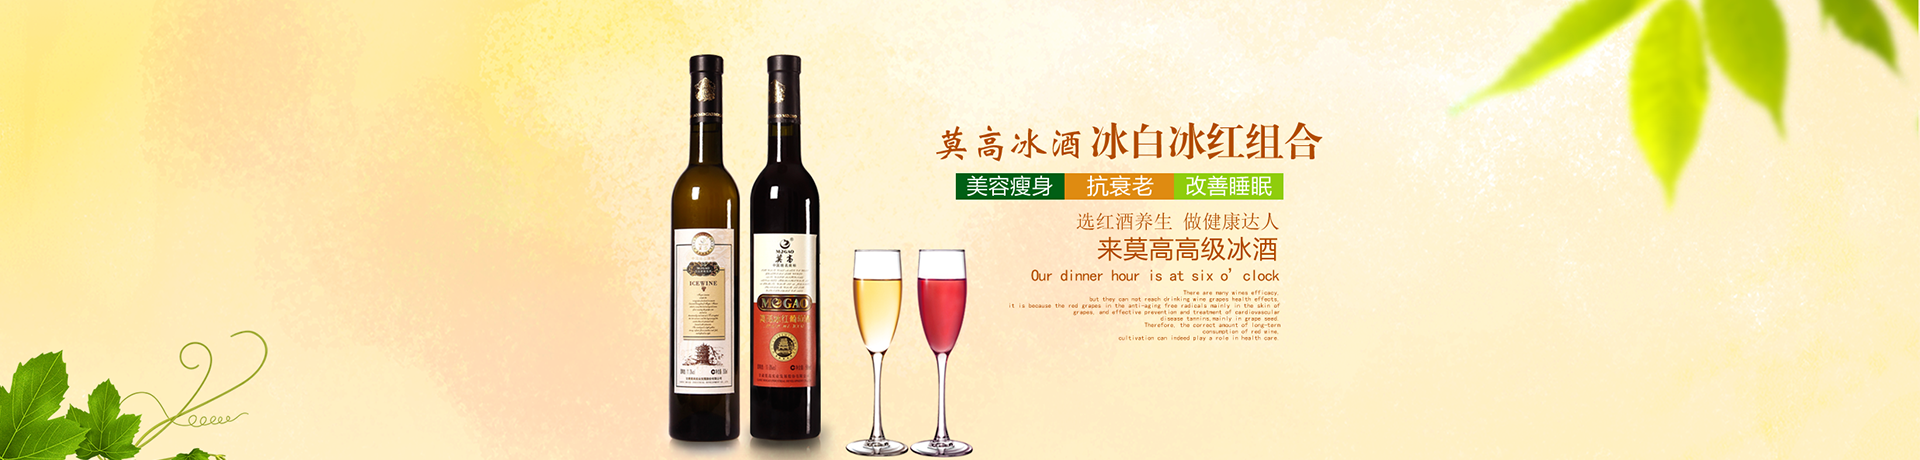 莫高冰酒 冰白冰红组合
美容瘦身 抗衰老 改善睡眠
选红酒养生 做健康达人
来莫高高级冰酒
Our dinner hour is at six o' clock
There are many wines efficacy,
but they can not reach drinking wine grapes health effects,
it is because the red grapes in the anti-aging free radicals mainly in the skin of
grapes, and effective prevention and treatment of cardiovascular
disease tannins,mainly in grape seed.
Therefore, the correct amount of long-term
consumption of red wine,
cultivation can indeed play a role in health care.
ICEWINE
MOGAO
莫高
MOGAO